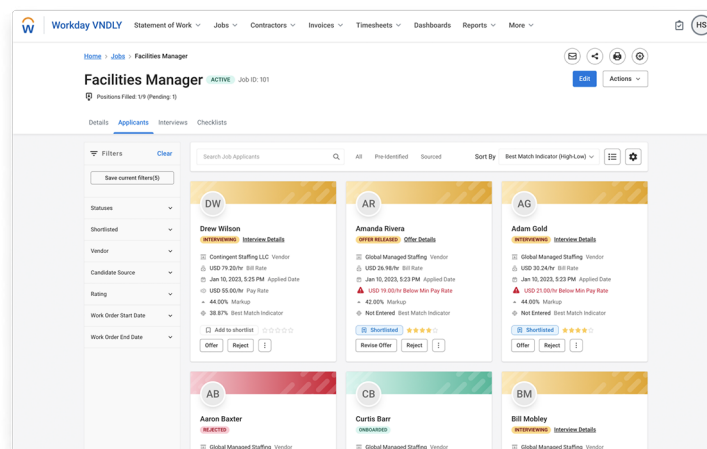 Workday VNDLY Statement of Work Jobs Contractors Invoices Timesheets Dashboards Reports More HS
Home > Jobs > Facilities Manager
Facilities Manager ACTIVE Job ID: 101 Edit Actions
Positions Filled: 1/9 (Pending: 1)
Details Applicants Interviews Checklists
Filters Clear
Save current filters(5)
Statuses
Shortlisted
Vendor
Candidate Source
Rating
Work Order Start Date
Work Order End Date
Search Job Applicants All Pre-Identified Sourced Sort By Best Match Indicator (High-Low)
DW
Drew Wilson
INTERVIEWING Interview Details
Contingent Staffing LLC Vendor
USD 79.20/hr Bill Rate
Jan 10, 2023, 5:25 PM Applied Date
USD 55.00/hr Pay Rate
44.00% Markup
38.87% Best Match Indicator
Add to shortlist
Offer Reject
AR
Amanda Rivera
OFFER RELEASED Offer Details
Global Managed Staffing Vendor
USD 26.98/hr Bill Rate
Jan 10, 2023, 5:23 PM Applied Date
USD 19.00/hr Below Min Pay Rate
42.00% Markup
Not Entered Best Match Indicator
Shortlisted
Revise Offer Reject
AG
Adam Gold
INTERVIEWING Interview Details
Global Managed Staffing Vendor
USD 30.24/hr Bill Rate
Jan 10, 2023, 5:23 PM Applied Date
USD 21.00/hr Below Min Pay Rate
44.00% Markup
Not Entered Best Match Indicator
Shortlisted
Offer Reject
AB
Aaron Baxter
REJECTED
Global Managed Staffing Vendor
CB
Curtis Barr
ONBOARDED
Global Managed Staffing Vendor
BM
Bill Mobley
INTERVIEWING Interview Details
Global Managed Staffing Vendor